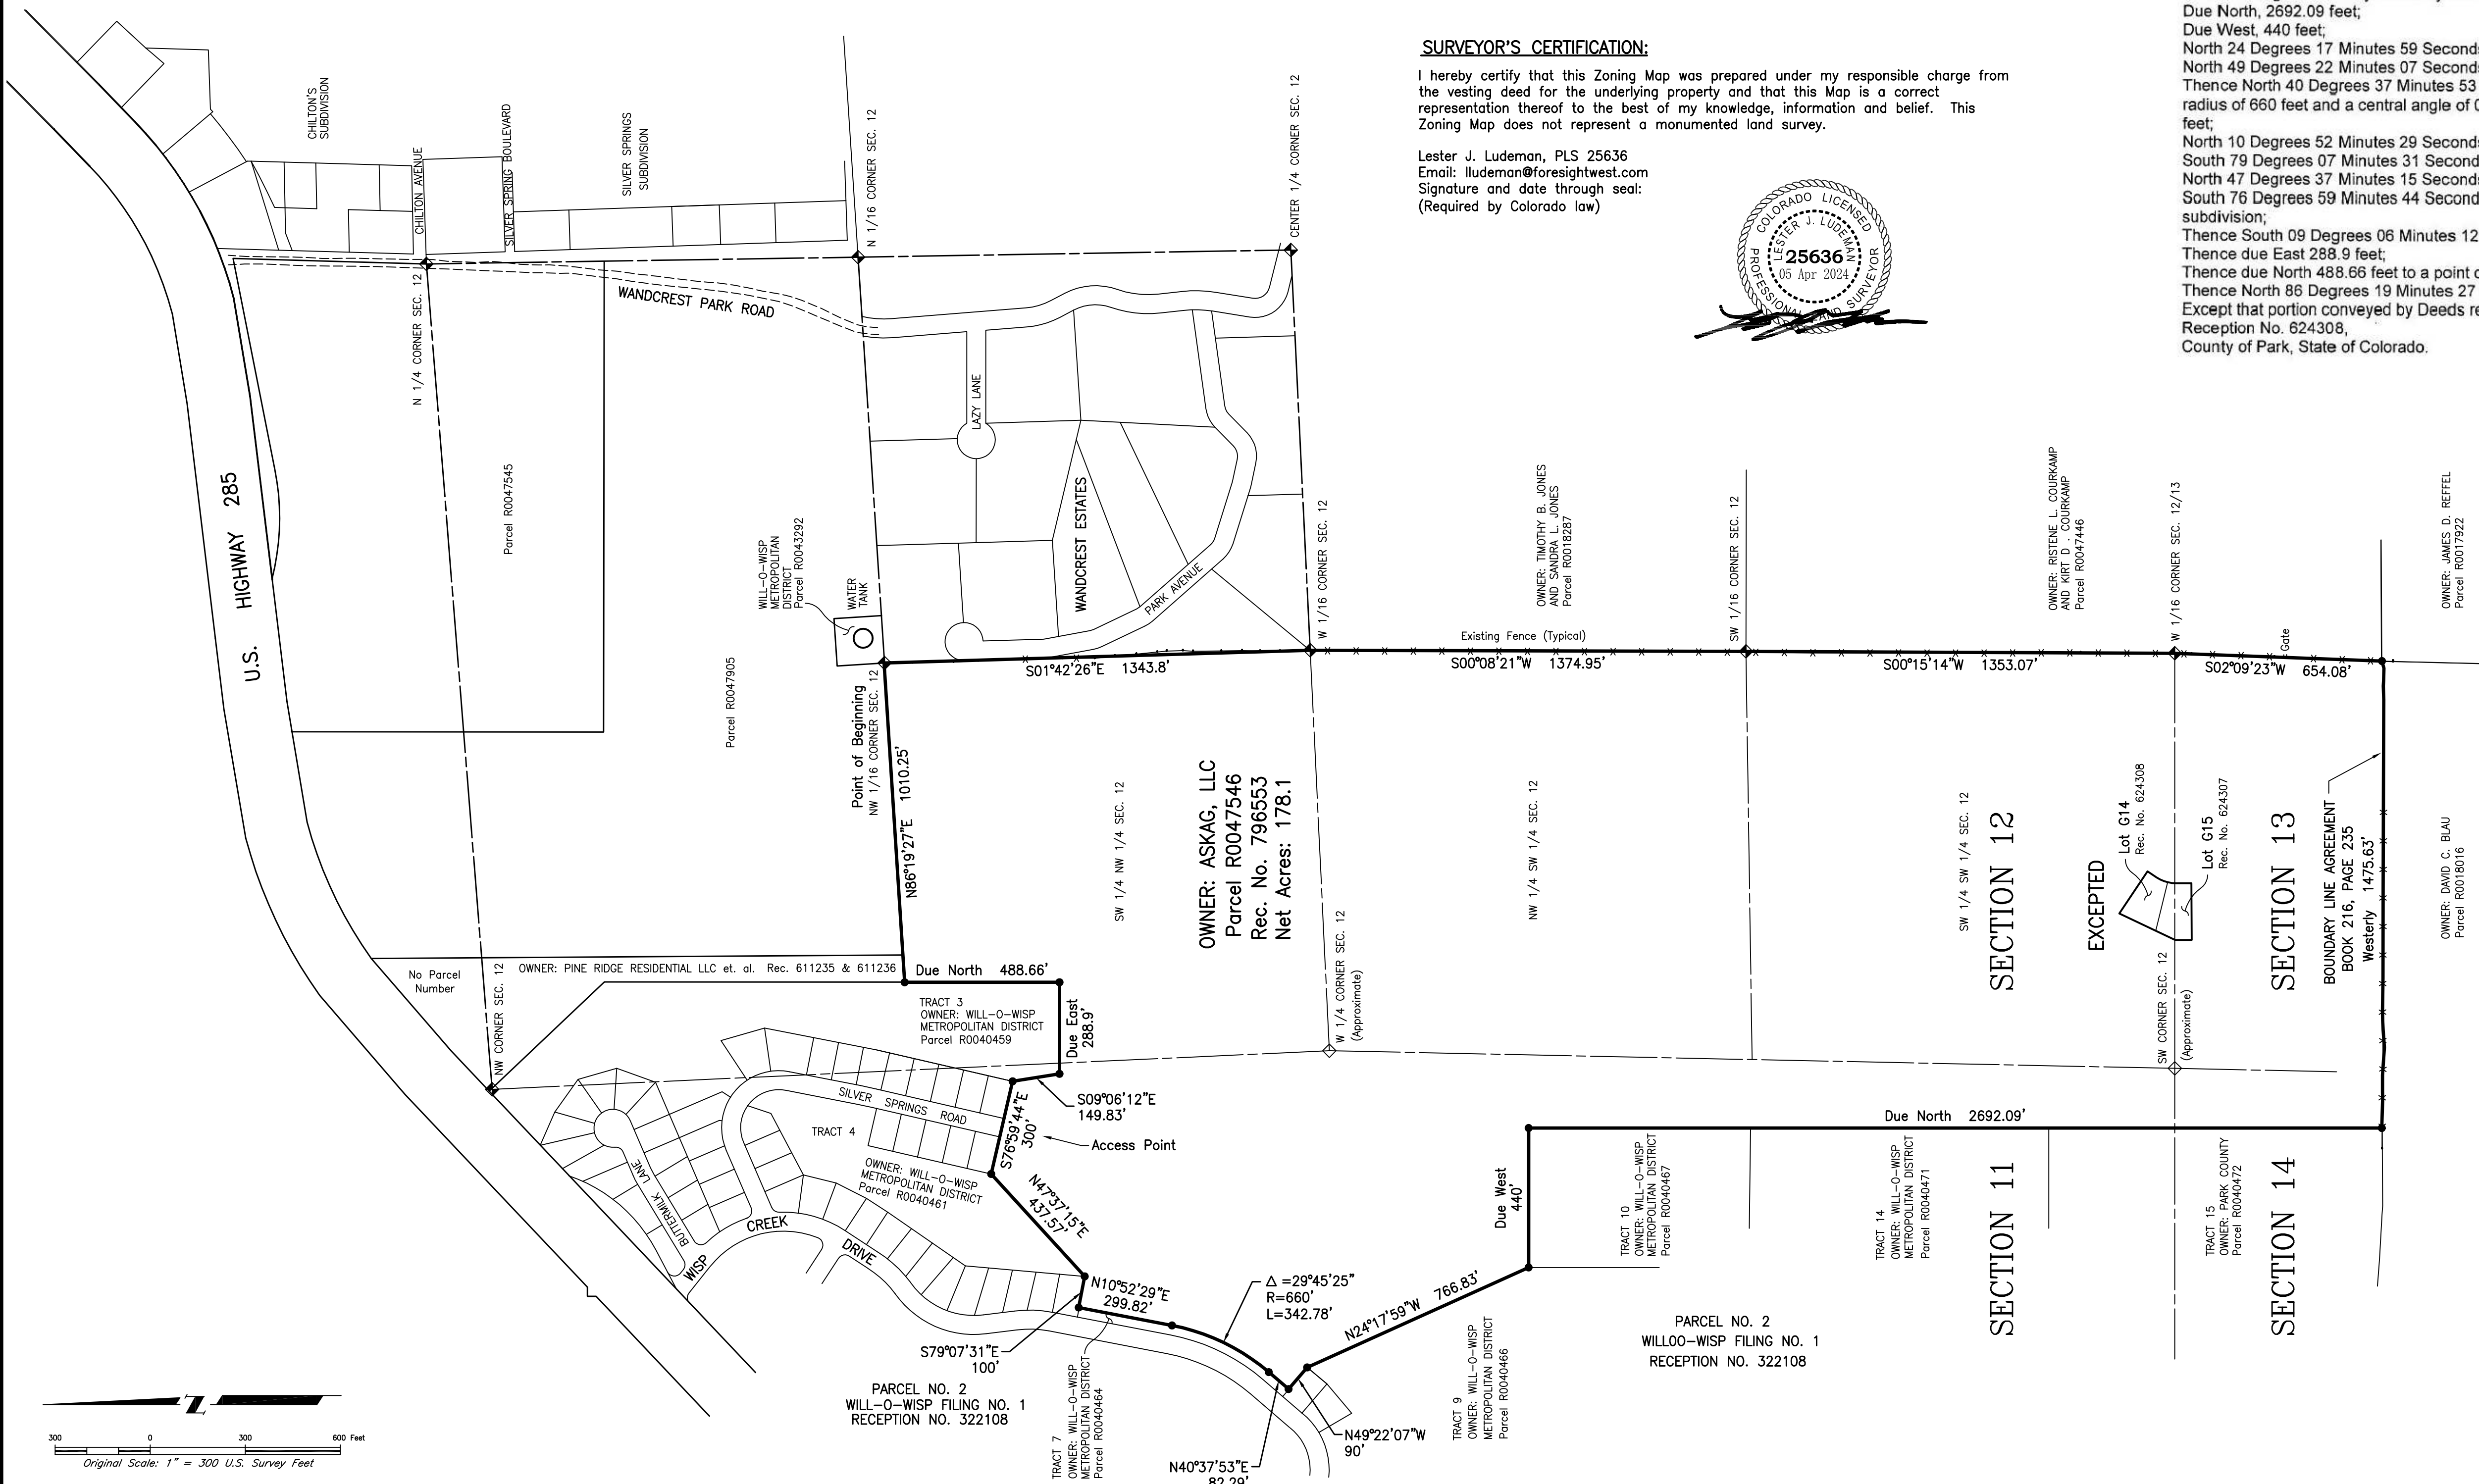 SURVEYOR'S CERTIFICATION:
I hereby certify that this Zoning Map was prepared under my responsible charge from
the vesting deed for the underlying property and that this Map is a correct
representation thereof to the best of my knowledge, information and belief. This
Zoning Map does not represent a monumented land survey.
Lester J. Ludeman, PLS 25636
Email: lludeman@foresightwest.com
Signature and date through seal:
(Required by Colorado law)
COLORADO LICENSED
LESTER J. LUDEMAN
25636
05 Apr 2024
PROFESSIONAL LAND SURVEYOR
Due North, 2692.09 feet;
Due West, 440 feet;
North 24 Degrees 17 Minutes 59 Seconds
North 49 Degrees 22 Minutes 07 Seconds
Thence North 40 Degrees 37 Minutes 53
radius of 660 feet and a central angle of
feet;
North 10 Degrees 52 Minutes 29 Seconds
South 79 Degrees 07 Minutes 31 Second
North 47 Degrees 37 Minutes 15 Seconds
South 76 Degrees 59 Minutes 44 Second
subdivision;
Thence South 09 Degrees 06 Minutes 12
Thence due East 288.9 feet;
Thence due North 488.66 feet to a point
Thence North 86 Degrees 19 Minutes 27
Except that portion conveyed by Deeds
Reception No. 624308,
County of Park, State of Colorado.
CHILTON'S
SUBDIVISION
CHILTON AVENUE
SILVER SPRING BOULEVARD
SILVER SPRINGS
SUBDIVISION
N 1/16 CORNER SEC. 12
CENTER 1/4 CORNER SEC. 12
N 1/4 CORNER SEC. 12
WANDCREST PARK ROAD
LAZY LANE
WANDCREST ESTATES
PARK AVENUE
U.S. HIGHWAY 285
Parcel R0047545
Parcel R0047905
WILL-O-WISP
METROPOLITAN
DISTRICT
Parcel R0043292
WATER
TANK
W 1/16 CORNER SEC. 12
OWNER: TIMOTHY B. JONES
AND SANDRA L. JONES
Parcel R0018287
SW 1/16 CORNER SEC. 12
OWNER: RISTENE L. COURKAMP
AND KIRT D . COURKAMP
Parcel R0047446
W 1/16 CORNER SEC. 12/13
OWNER: JAMES D. REFFEL
Parcel R0017922
Existing Fence (Typical)
Gate
S01°42'26"E 1343.8'
S00°08'21"W 1374.95'
S00°15'14"W 1353.07'
S02°09'23"W 654.08'
Point of Beginning
NW 1/16 CORNER SEC. 12
N86°19'27"E 1010.25'
SW 1/4 NW 1/4 SEC. 12
OWNER: ASKAG, LLC
Parcel R0047546
Rec. No. 796553
Net Acres: 178.1
NW 1/4 SW 1/4 SEC. 12
SW 1/4 SW 1/4 SEC. 12
SECTION 12
EXCEPTED
Lot G14
Rec. No. 624308
Lot G15
Rec. No. 624307
SECTION 13
BOUNDARY LINE AGREEMENT
BOOK 216, PAGE 235
Westerly 1475.63'
OWNER: DAVID C. BLAU
Parcel R0018016
No Parcel
Number
NW CORNER SEC. 12
OWNER: PINE RIDGE RESIDENTIAL LLC et. al. Rec. 611235 & 611236
Due North 488.66'
TRACT 3
OWNER: WILL-O-WISP
METROPOLITAN DISTRICT
Parcel R0040459
Due East
288.9'
W 1/4 CORNER SEC. 12
(Approximate)
SW CORNER SEC. 12
(Approximate)
S09°06'12"E
149.83'
SILVER SPRINGS ROAD
TRACT 4
S76°59'44"E
300'
Access Point
OWNER: WILL-O-WISP
METROPOLITAN DISTRICT
Parcel R0040461
BUTTERMILK LANE
WISP CREEK DRIVE
N47°37'15"E
437.57'
Due North 2692.09'
Due West
440'
TRACT 10
OWNER: WILL-O-WISP
METROPOLITAN DISTRICT
Parcel R0040467
TRACT 14
OWNER: WILL-O-WISP
METROPOLITAN DISTRICT
Parcel R0040471
SECTION 11
TRACT 15
OWNER: PARK COUNTY
Parcel R0040472
SECTION 14
N10°52'29"E
299.82'
Δ =29°45'25"
R=660'
L=342.78'
N24°17'59"W 766.83'
S79°07'31"E
100'
PARCEL NO. 2
WILL-O-WISP FILING NO. 1
RECEPTION NO. 322108
TRACT 7
OWNER: WILL-O-WISP
METROPOLITAN DISTRICT
Parcel R0040464
TRACT 9
OWNER: WILL-O-WISP
METROPOLITAN DISTRICT
Parcel R0040466
PARCEL NO. 2
WILLOO-WISP FILING NO. 1
RECEPTION NO. 322108
N49°22'07"W
90'
N40°37'53"E
82.29'
Z
300 0 300 600 Feet
Original Scale: 1" = 300 U.S. Survey Feet